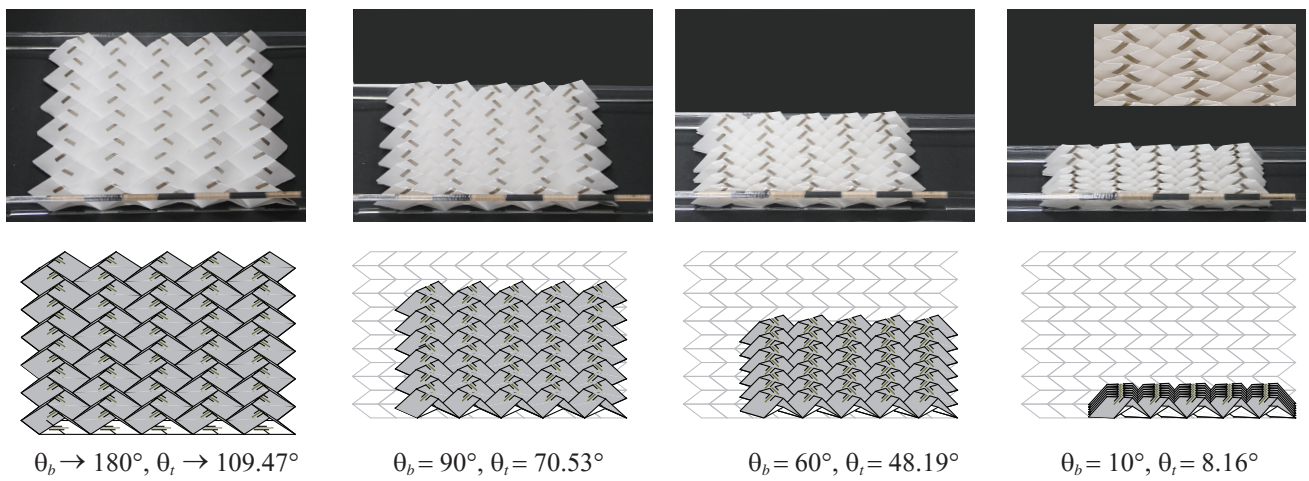 θb → 180°, θt → 109.47°
θb = 90°, θt = 70.53°
θb = 60°, θt = 48.19°
θb = 10°, θt = 8.16°